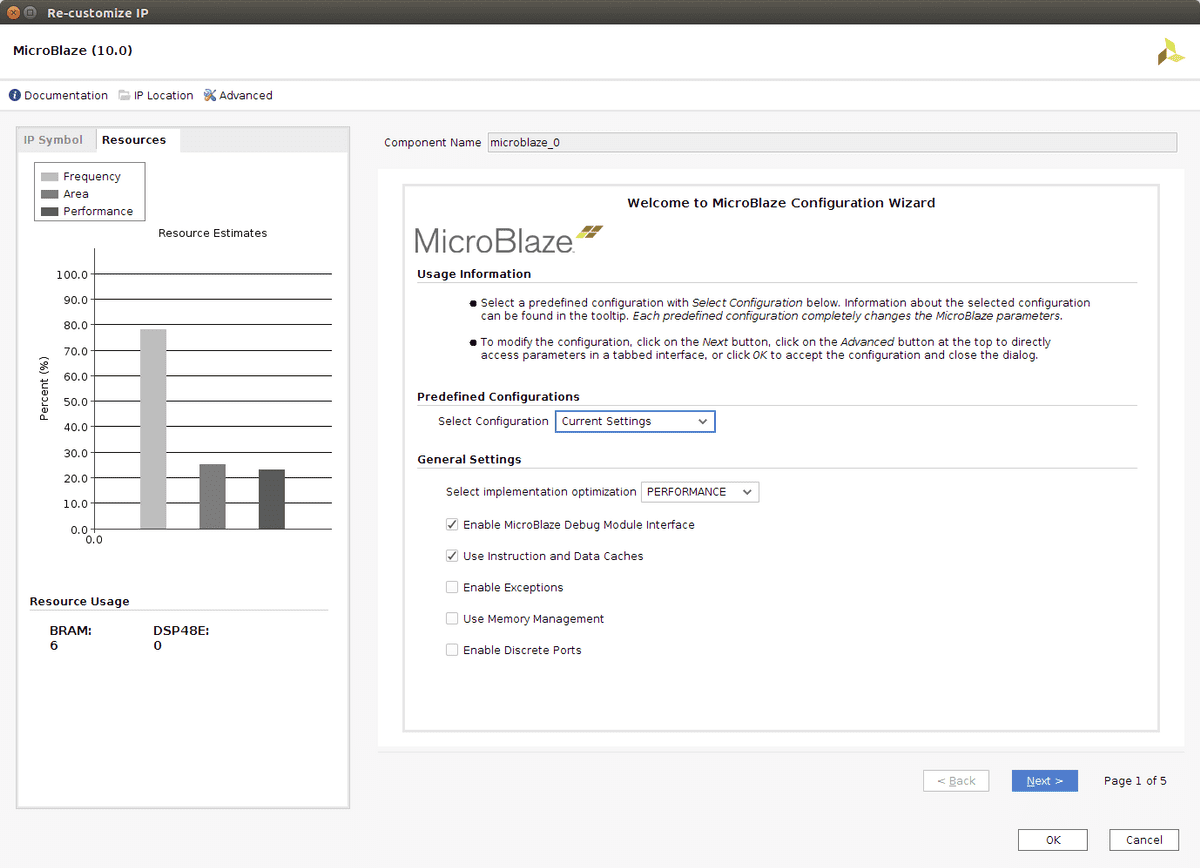 Re-customize IP
MicroBlaze (10.0)
Documentation IP Location Advanced
IP Symbol Resources
Frequency
Area
Performance
Resource Estimates
Percent (%)
100.0
90.0
80.0
70.0
60.0
50.0
40.0
30.0
20.0
10.0
0.0
0.0
Resource Usage
BRAM: DSP48E:
6 0
Component Name microblaze_0
Welcome to MicroBlaze Configuration Wizard
MicroBlaze
Usage Information
Select a predefined configuration with Select Configuration below. Information about the selected configuration
can be found in the tooltip. Each predefined configuration completely changes the MicroBlaze parameters.
To modify the configuration, click on the Next button, click on the Advanced button at the top to directly
access parameters in a tabbed interface, or click OK to accept the configuration and close the dialog.
Predefined Configurations
Select Configuration Current Settings
General Settings
Select implementation optimization PERFORMANCE
Enable MicroBlaze Debug Module Interface
Use Instruction and Data Caches
Enable Exceptions
Use Memory Management
Enable Discrete Ports
< Back Next > Page 1 of 5
OK Cancel